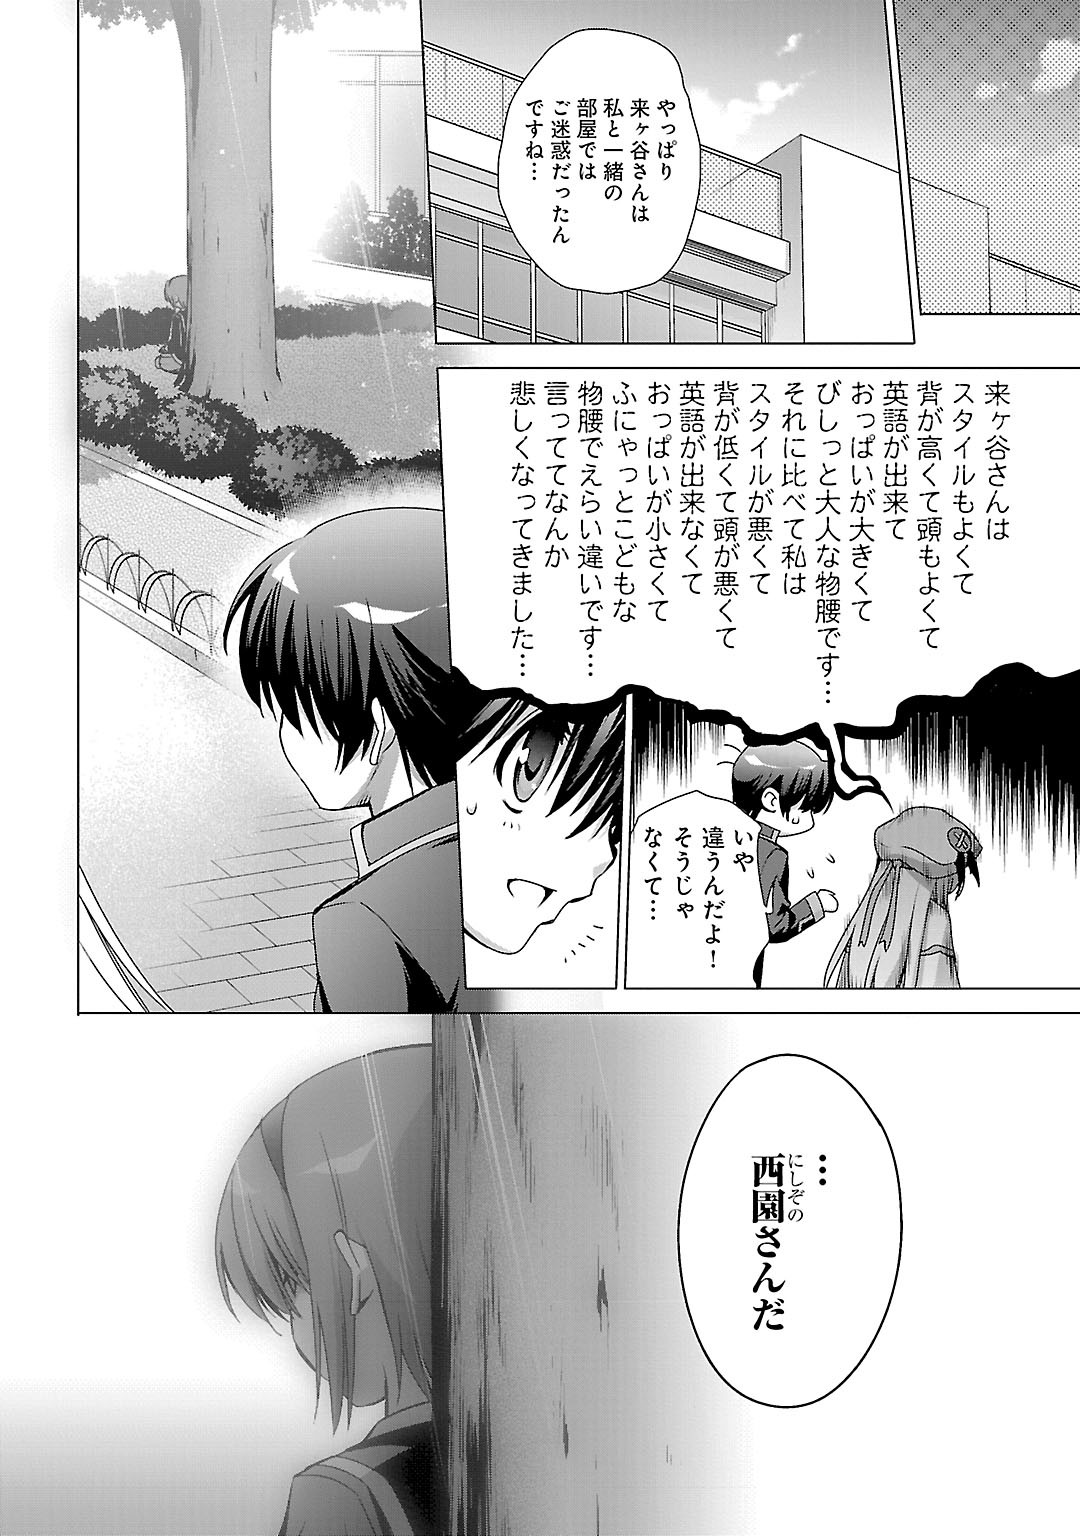 やっぱり
来ヶ谷さんは
私と一緒の
部屋では
ご迷惑だったん
ですね…
来ヶ谷さんは
スタイルもよくて
背が高くて頭もよくて
英語が出来て
おっぱいが大きくて
びしっと大人な物腰です…
それに比べて私は
スタイルが悪くて
背が低くて頭が悪くて
英語が出来なくて
おっぱいが小さくて
ふにゃっとこどもな
物腰でえらい違いです…
言っててなんか
悲しくなってきました…
いや
違うんだよ！
そうじゃ
なくて…
…
西園さんだ
にしぞの